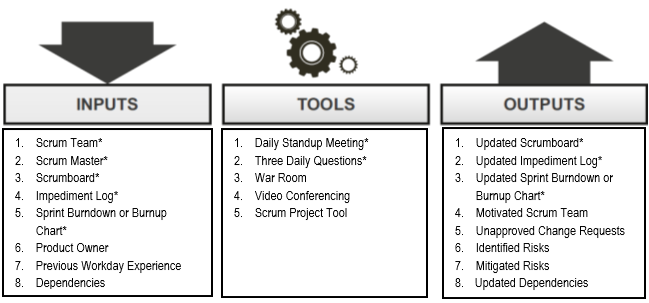 INPUTS
1. Scrum Team*
2. Scrum Master*
3. Scrumboard*
4. Impediment Log*
5. Sprint Burndown or Burnup
Chart*
6. Product Owner
7. Previous Workday Experience
8. Dependencies
TOOLS
1. Daily Standup Meeting*
2. Three Daily Questions*
3. War Room
4. Video Conferencing
5. Scrum Project Tool
OUTPUTS
1. Updated Scrumboard*
2. Updated Impediment Log*
3. Updated Sprint Burndown or
Burnup Chart*
4. Motivated Scrum Team
5. Unapproved Change Requests
6. Identified Risks
7. Mitigated Risks
8. Updated Dependencies